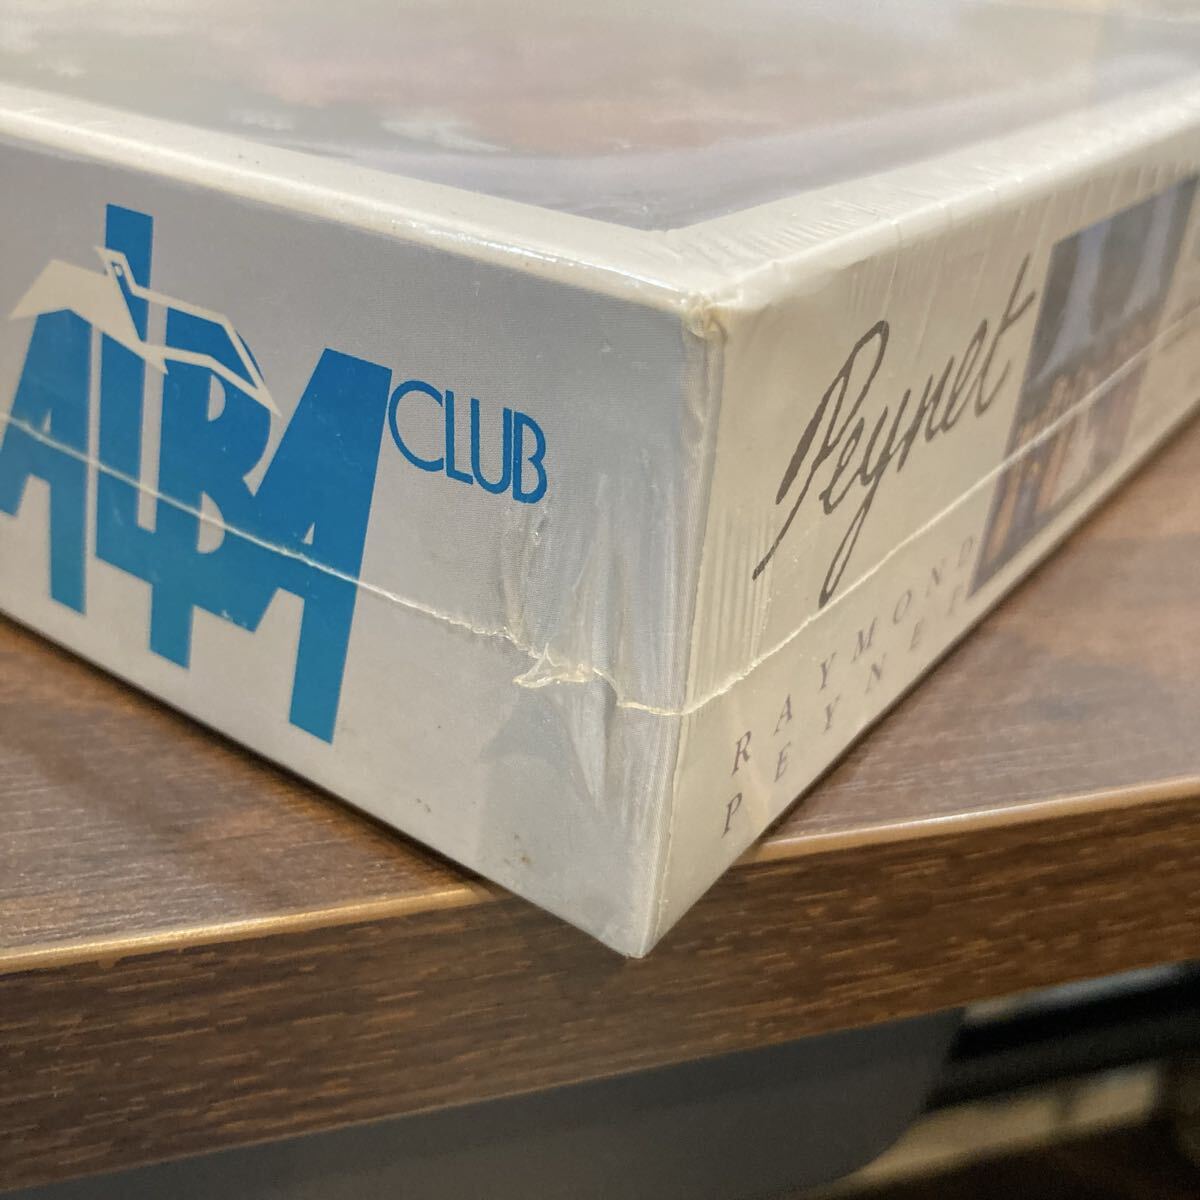 ALBA CLUB
Peynet
RAYMOND
PEYNET